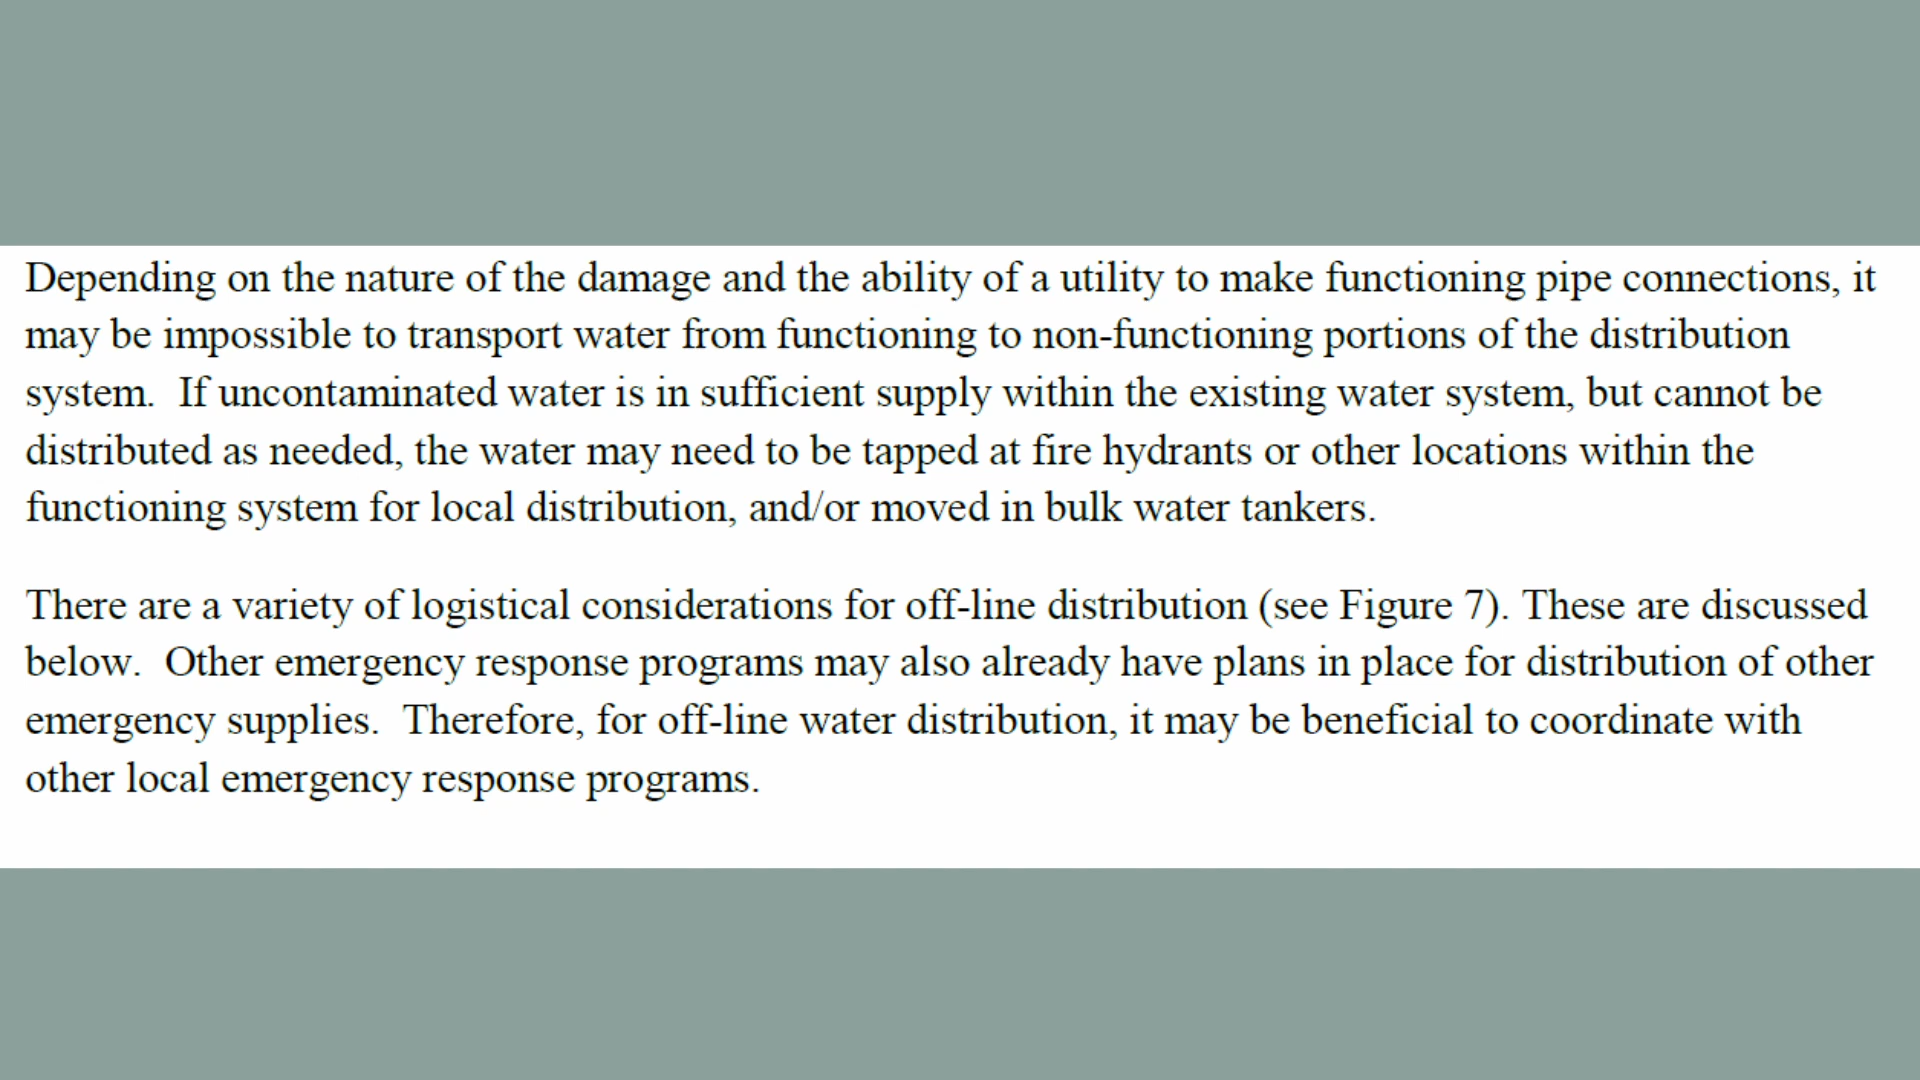 Depending on the nature of the damage and the ability of a utility to make functioning pipe connections, it
may be impossible to transport water from functioning to non-functioning portions of the distribution
system.  If uncontaminated water is in sufficient supply within the existing water system, but cannot be
distributed as needed, the water may need to be tapped at fire hydrants or other locations within the
functioning system for local distribution, and/or moved in bulk water tankers.
There are a variety of logistical considerations for off-line distribution (see Figure 7). These are discussed
below.  Other emergency response programs may also already have plans in place for distribution of other
emergency supplies.  Therefore, for off-line water distribution, it may be beneficial to coordinate with
other local emergency response programs.